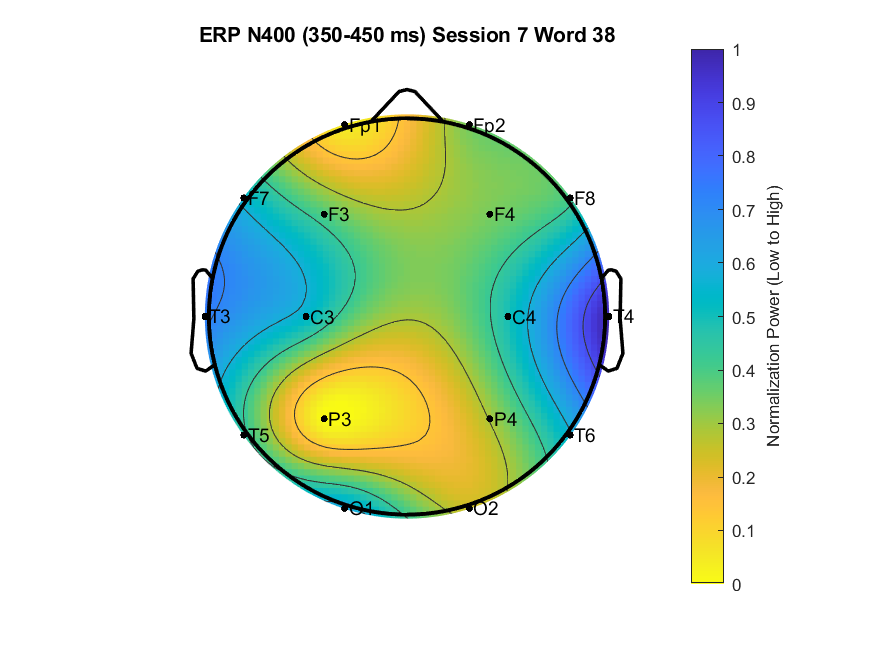 ERP N400 (350-450 ms) Session 7 Word 38
Fp1
Fp2
F7
F3
F4
F8
T3
C3
C4
T4
T5
P3
P4
T6
O1
O2
1
0.9
0.8
0.7
0.6
0.5
0.4
0.3
0.2
0.1
0
Normalization Power (Low to High)